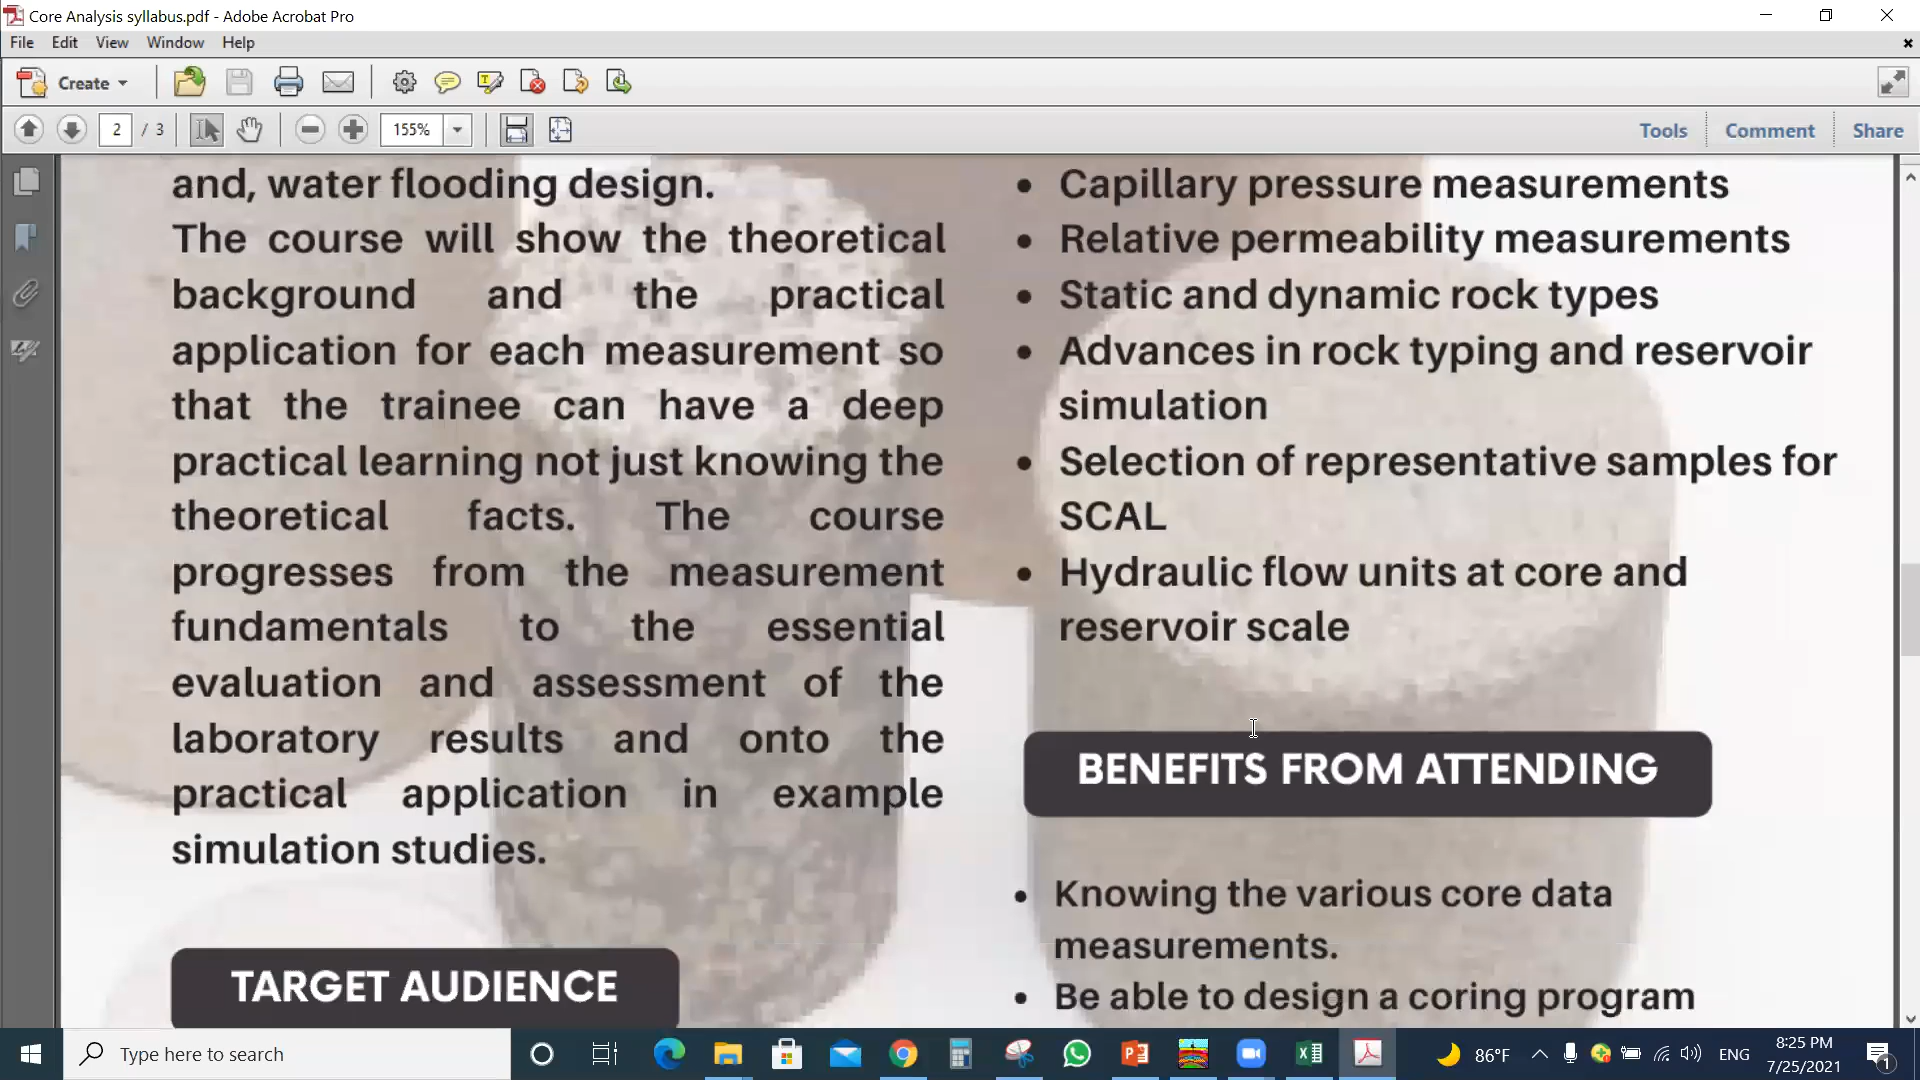 Core Analysis syllabus.pdf - Adobe Acrobat Pro
File Edit View Window Help
Create
2 / 3 155% Tools Comment Share
and, water flooding design.
The course will show the theoretical
background and the practical
application for each measurement so
that the trainee can have a deep
practical learning not just knowing the
theoretical facts. The course
progresses from the measurement
fundamentals to the essential
evaluation and assessment of the
laboratory results and onto the
practical application in example
simulation studies.
TARGET AUDIENCE
• Capillary pressure measurements
• Relative permeability measurements
• Static and dynamic rock types
• Advances in rock typing and reservoir
simulation
• Selection of representative samples for
SCAL
• Hydraulic flow units at core and
reservoir scale
BENEFITS FROM ATTENDING
• Knowing the various core data
measurements.
• Be able to design a coring program
Type here to search
86°F
ENG
8:25 PM
7/25/2021
1